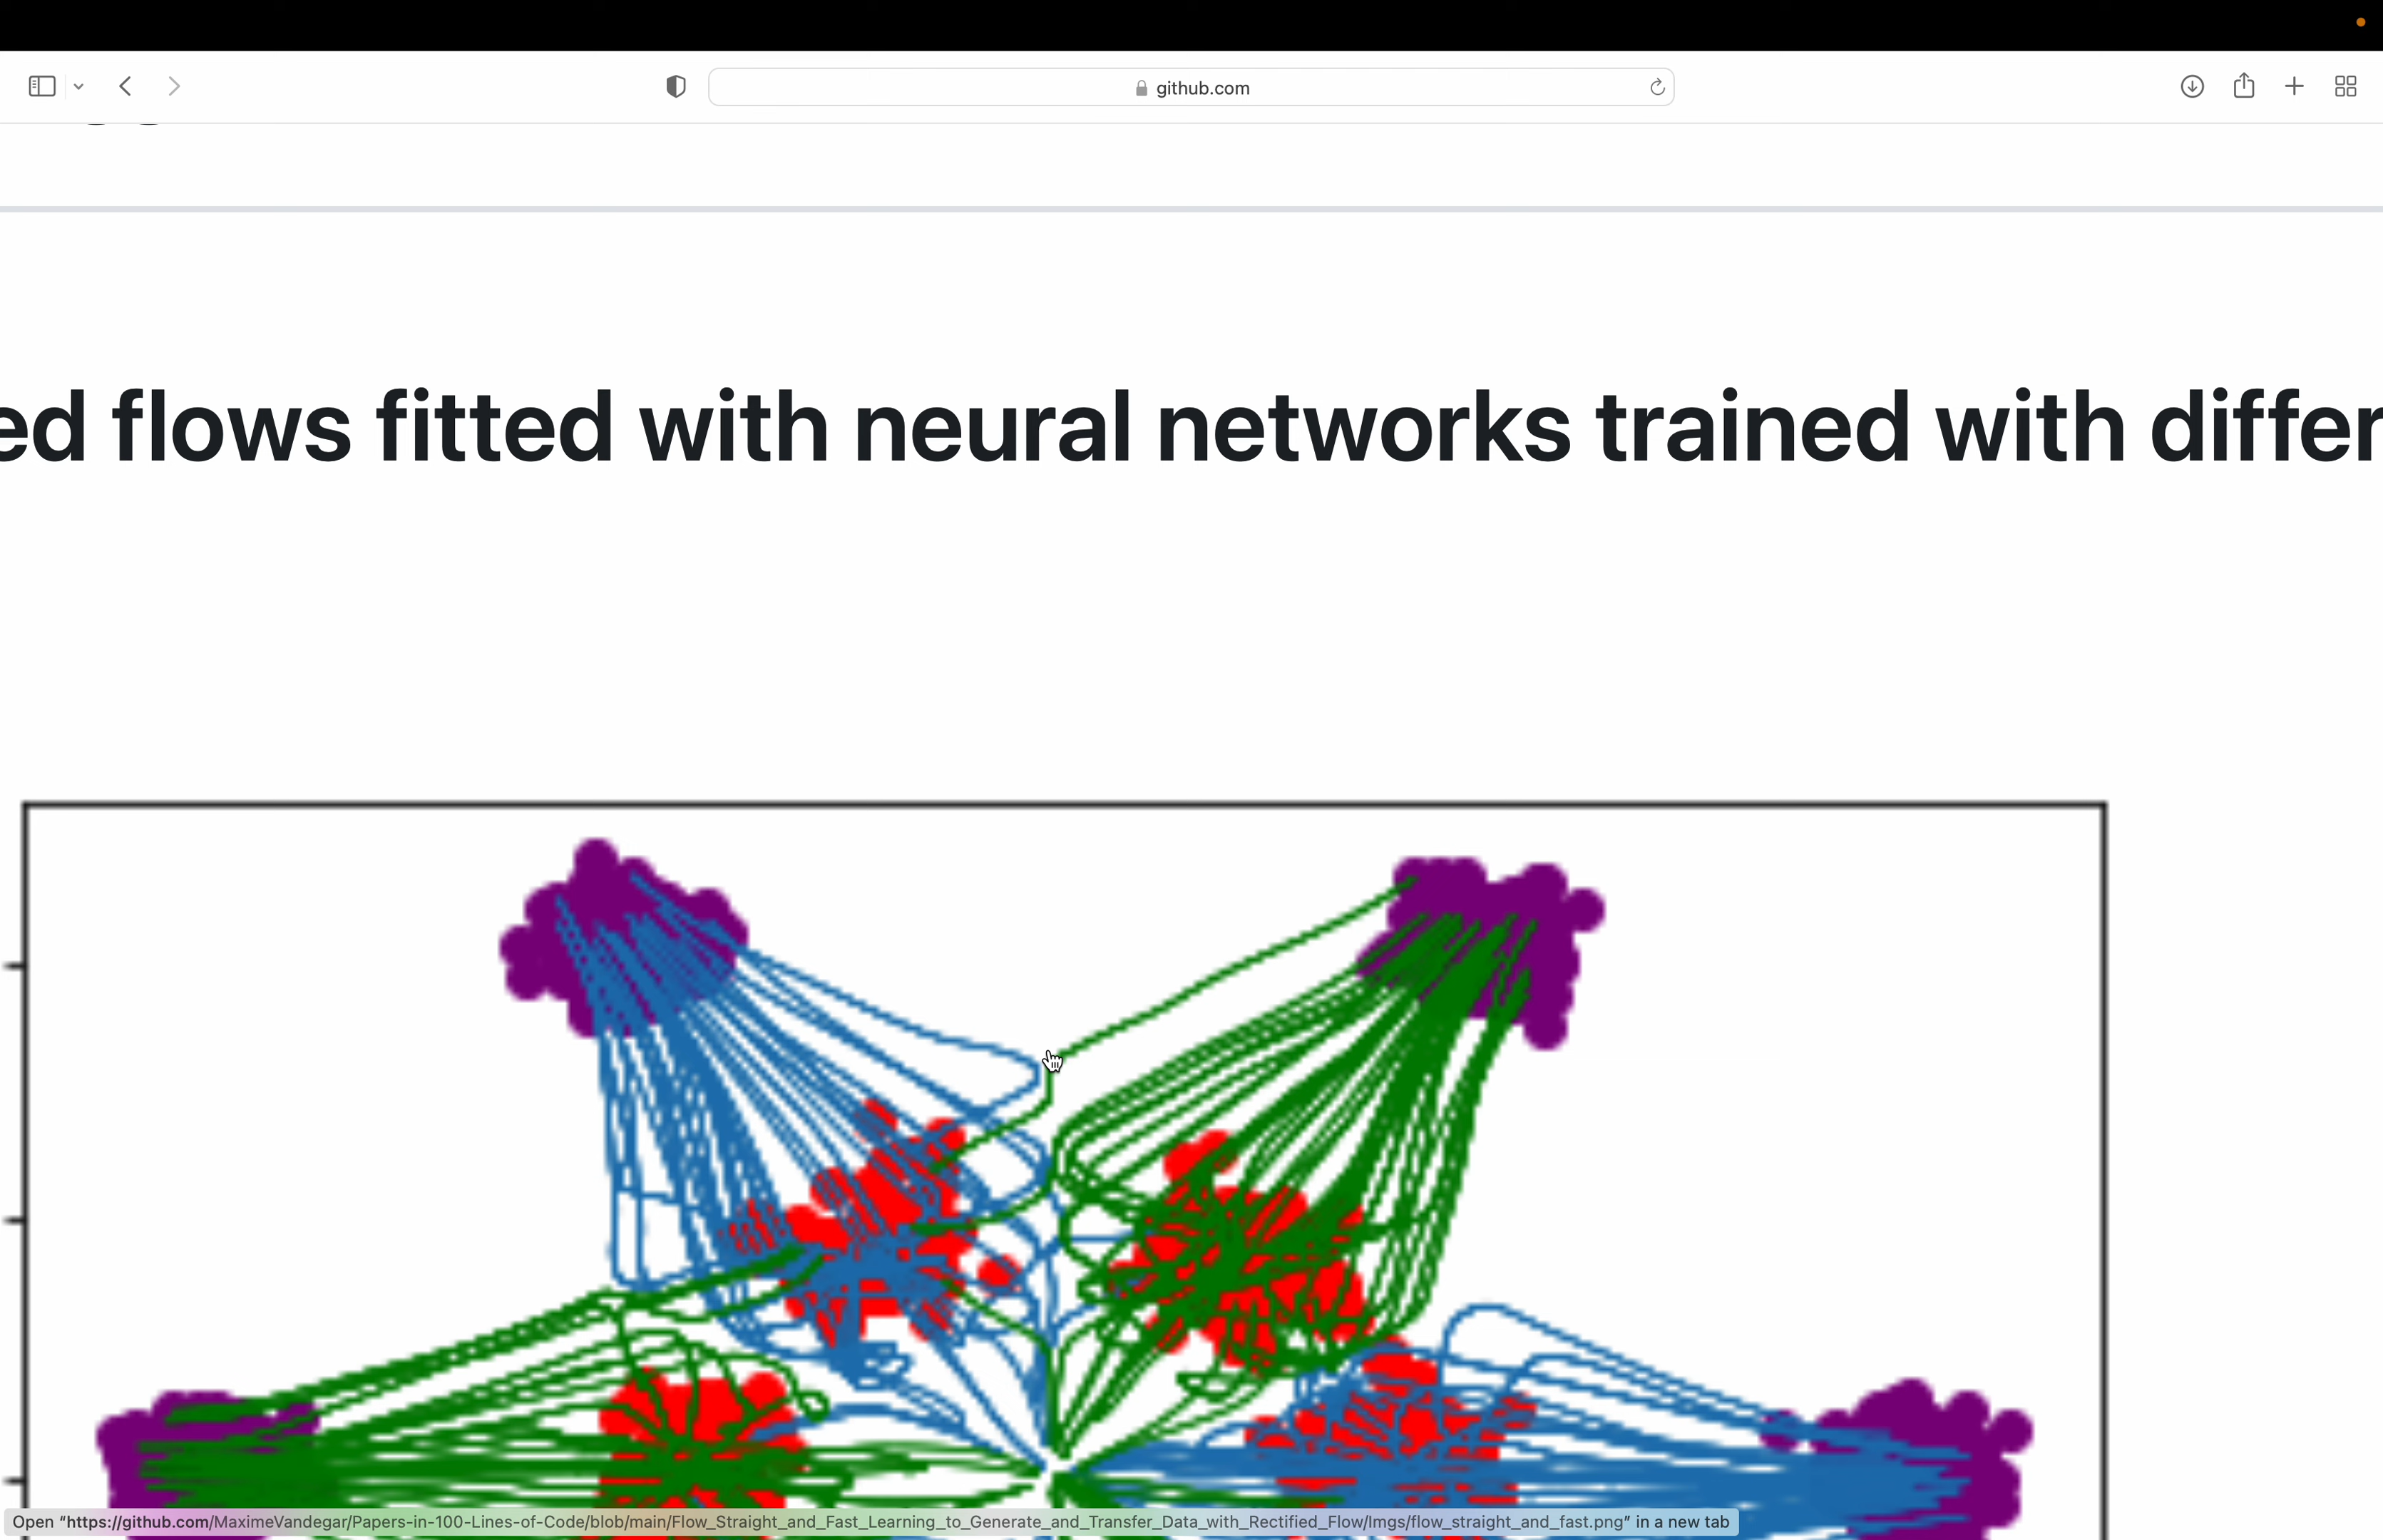 github.com
ed flows fitted with neural networks trained with differ
Open “https://github.com/MaximeVandegar/Papers-in-100-Lines-of-Code/blob/main/Flow_Straight_and_Fast_Learning_to_Generate_and_Transfer_Data_with_Rectified_Flow/Imgs/flow_straight_and_fast.png” in a new tab